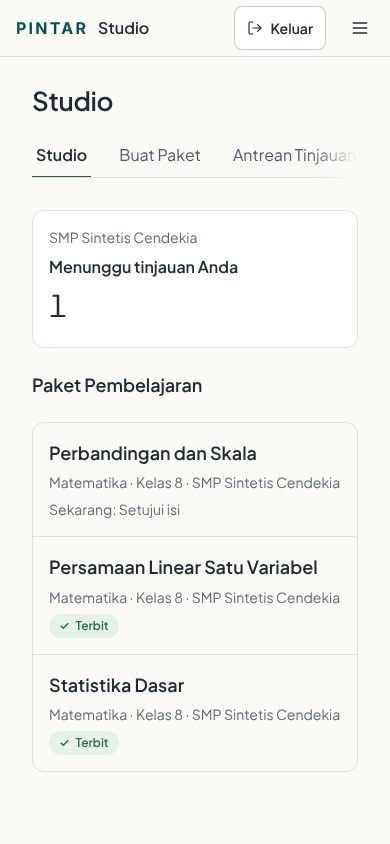 PINTAR Studio
Keluar
Studio
Studio
Buat Paket
Antrean Tinjauan
SMP Sintetis Cendekia
Menunggu tinjauan Anda
1
Paket Pembelajaran
Perbandingan dan Skala
Matematika · Kelas 8 · SMP Sintetis Cendekia
Sekarang: Setujui isi
Persamaan Linear Satu Variabel
Matematika · Kelas 8 · SMP Sintetis Cendekia
✓ Terbit
Statistika Dasar
Matematika · Kelas 8 · SMP Sintetis Cendekia
✓ Terbit